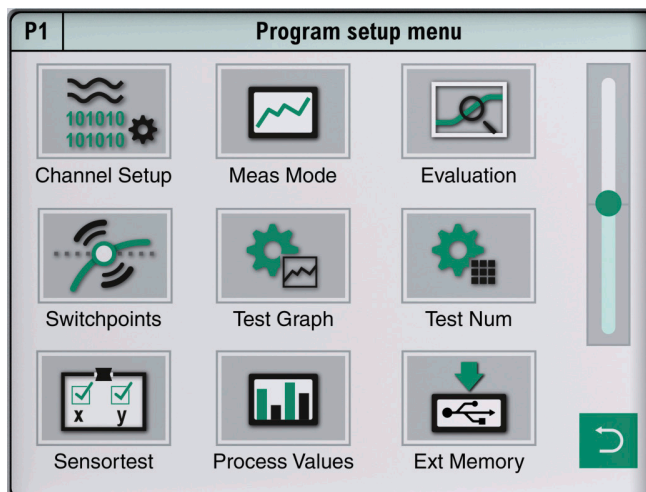 P1 Program setup menu
101010
101010
Channel Setup Meas Mode Evaluation
Switchpoints Test Graph Test Num
x y
Sensortest Process Values Ext Memory